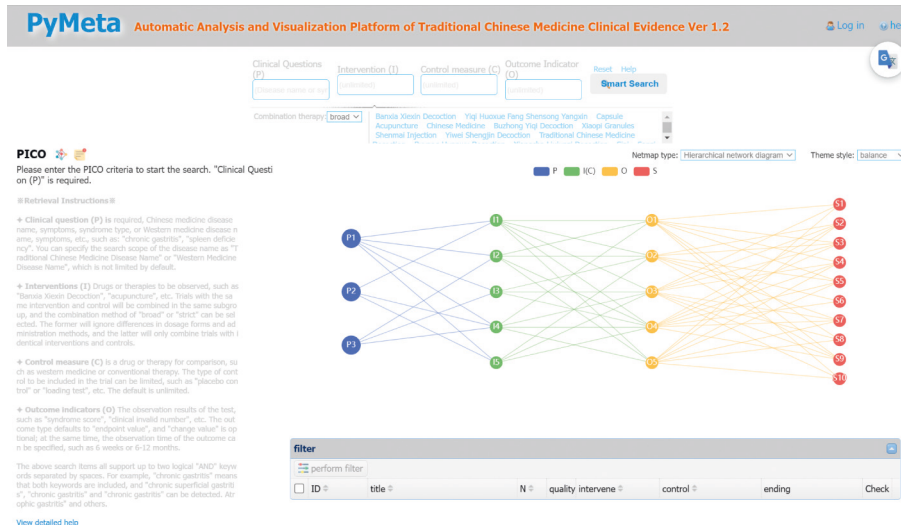 PyMeta Automatic Analysis and Visualization Platform of Traditional Chinese Medicine Clinical Evidence Ver 1.2
Log in
he
Clinical Questions (P)
Intervention (I)
Control measure (C)
Outcome Indicator (O)
Reset Help
(unlimited)
(unlimited)
(unlimited)
Smart Search
Combination therapy: broad
Banxia Xiexin Decoction Yiqi Huoxue Fang Shensong Yangxin Capsule
Acupuncture Chinese Medicine Buzhong Yiqi Decoction Xiaopi Granules
Shenmai Injection Yiwei Shengjin Decoction Traditional Chinese Medicine
PICO
Please enter the PICO criteria to start the search. "Clinical Questi
on (P)" is required.
Netmap type: Hierarchical network diagram
Theme style: balance
P I(C) O S
※Retrieval Instructions※
+ Clinical question (P) is required, Chinese medicine disease
name, symptoms, syndrome type, or Western medicine disease n
ame, symptoms, etc., such as: "chronic gastritis", "spleen deficie
ncy". You can specify the search scope of the disease name as "T
raditional Chinese Medicine Disease Name" or "Western Medicine
Disease Name", which is not limited by default.
+ Interventions (I) Drugs or therapies to be observed, such as
"Banxia Xiexin Decoction", "acupuncture", etc. Trials with the sa
me intervention and control will be combined in the same subgro
up, and the combination method of "broad" or "strict" can be sel
ected. The former will ignore differences in dosage forms and ad
ministration methods, and the latter will only combine trials with i
dentical interventions and controls.
+ Control measure (C) is a drug or therapy for comparison, su
ch as western medicine or conventional therapy. The type of cont
rol to be included in the trial can be limited, such as "placebo con
trol" or "loading test", etc. The default is unlimited.
+ Outcome indicators (O) The observation results of the test,
such as "syndrome score", "clinical invalid number", etc. The out
come type defaults to "endpoint value", and "change value" is op
tional; at the same time, the observation time of the outcome ca
n be specified, such as 6 weeks or 6-12 months.
The above search items all support up to two logical "AND" keyw
ords separated by spaces. For example, "chronic gastritis" means
that both keywords are included, and "chronic superficial gastriti
s", "chronic gastritis" and "chronic gastritis" can be detected. Atr
ophic gastritis" and others.
View detailed help
P1
P2
P3
I1
I2
I3
I4
I5
O1
O2
O3
O4
O5
S1
S2
S3
S4
S5
S6
S7
S8
S9
S10
filter
perform filter
ID title N quality intervene control ending Check